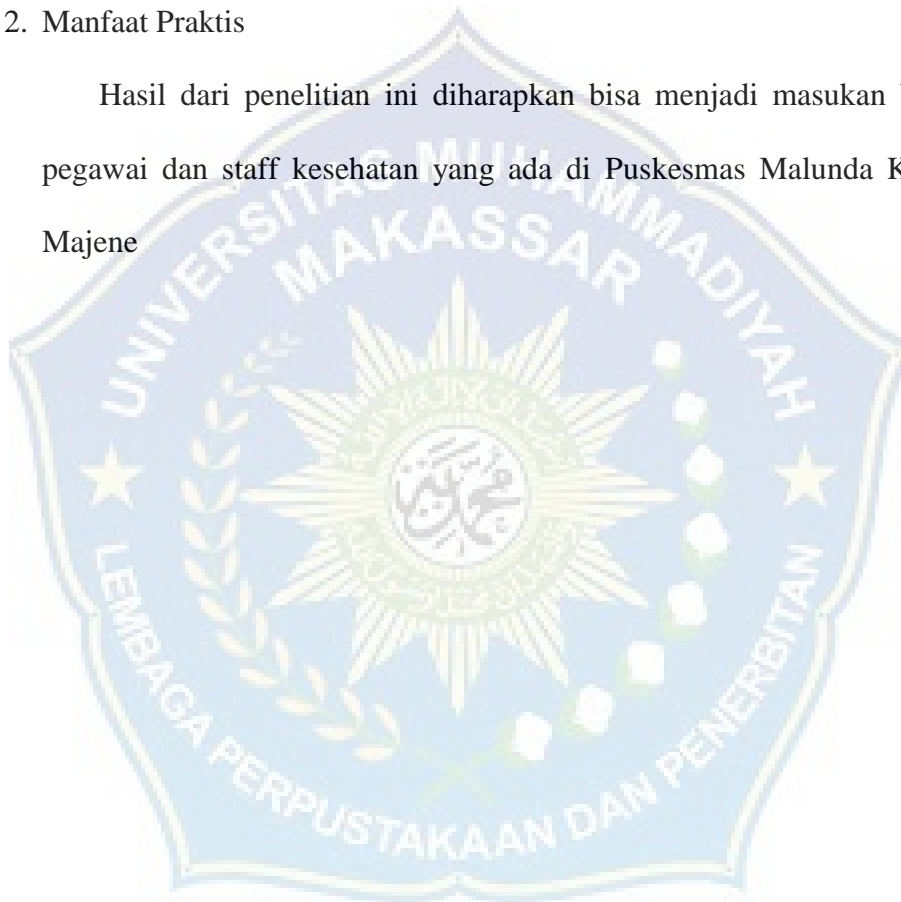 2. Manfaat Praktis
Hasil dari penelitian ini diharapkan bisa menjadi masukan
pegawai dan staff kesehatan yang ada di Puskesmas Malunda K
Majene
UNIVERSITAS MUHAMMADIYAH
MAKASSAR
محمد
LEMBAGA PERPUSTAKAAN DAN PENERBITAN